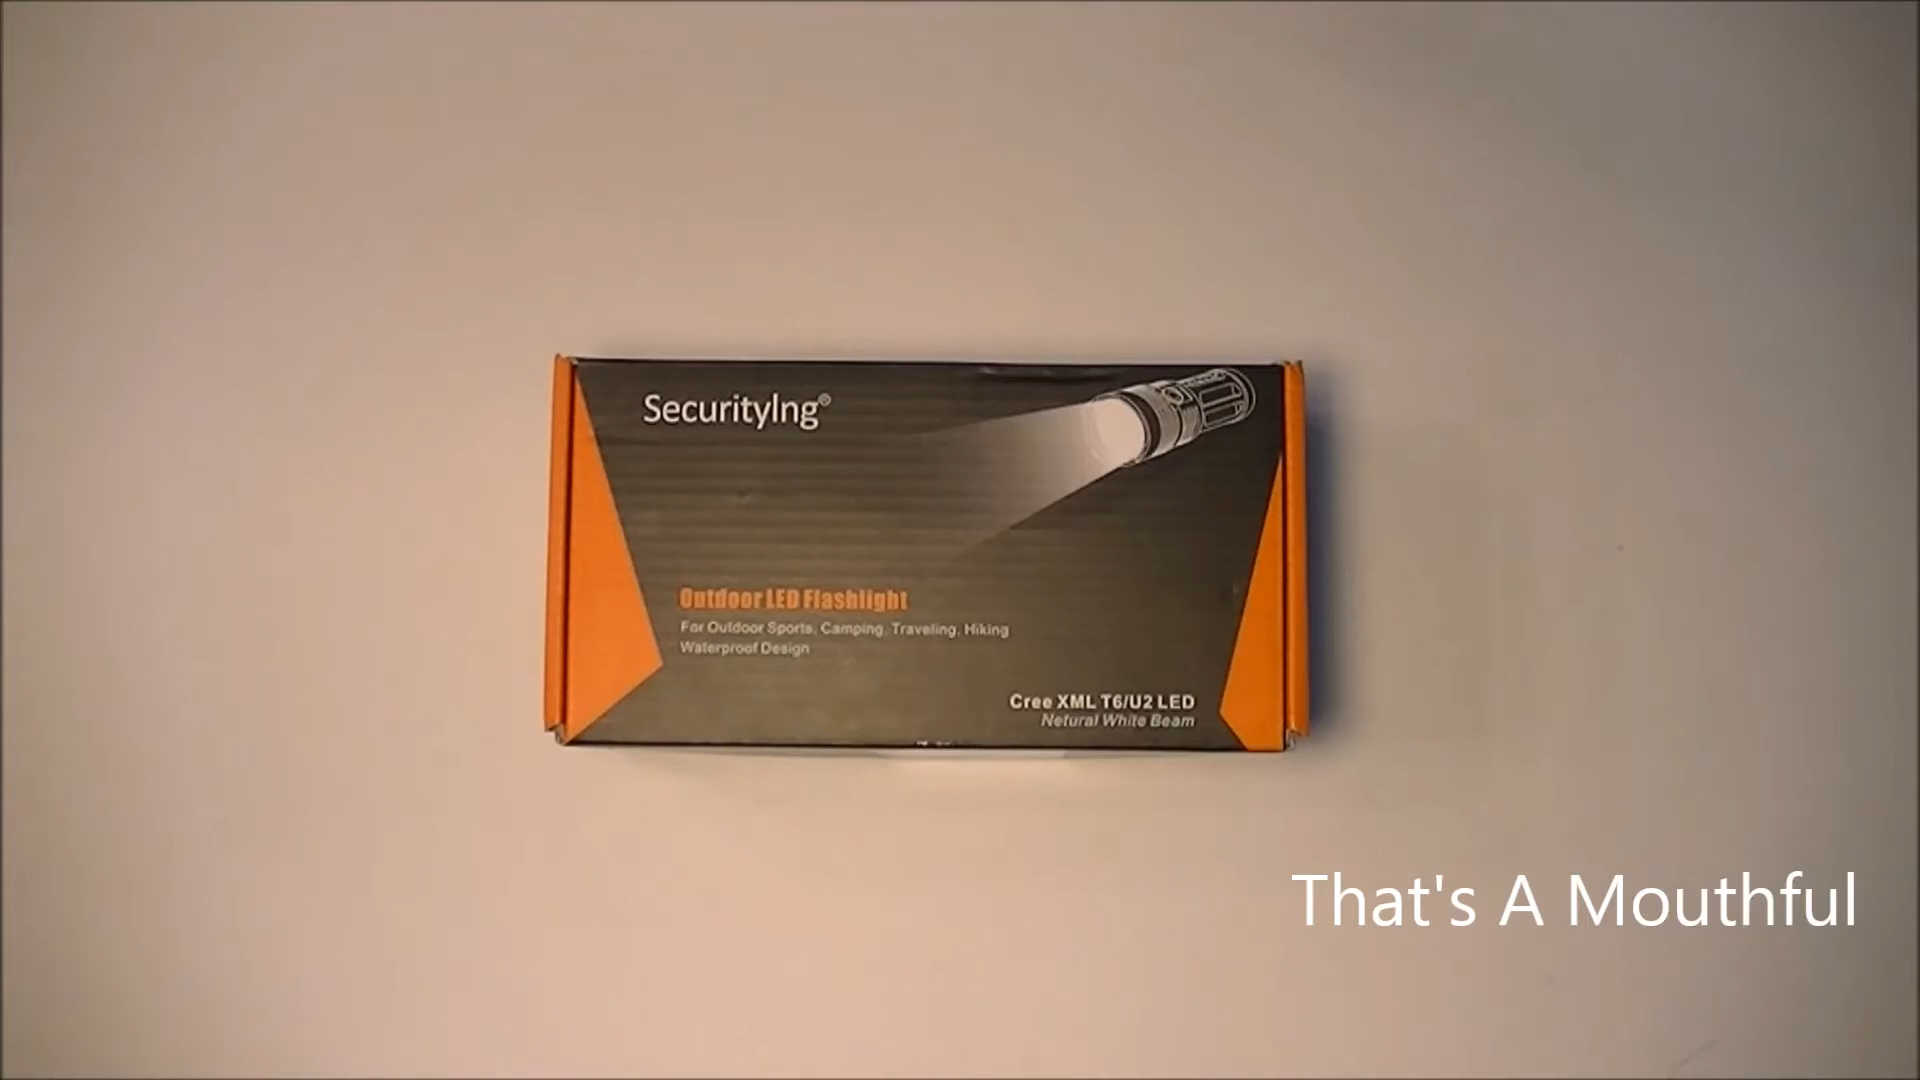 SecurityIng®
Outdoor LED Flashlight
For Outdoor Sports, Camping, Traveling, Hiking
Waterproof Design
Cree XML T6/U2 LED
Netural White Beam
That's A Mouthful